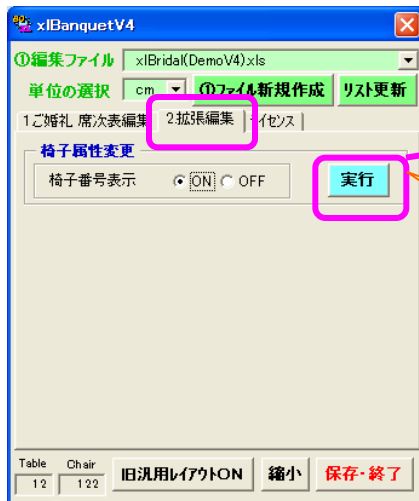 xlBanquetV4
①編集ファイル xlBridal(DemoV4).xls
単位の選択 cm ①ファイル新規作成 リスト更新
1ご婚礼 席次表編集 2拡張編集 イセンス
椅子属性変更
椅子番号表示 ON OFF 実行
Table Chair
12 122 旧汎用レイアウトON 縮小 保存・終了